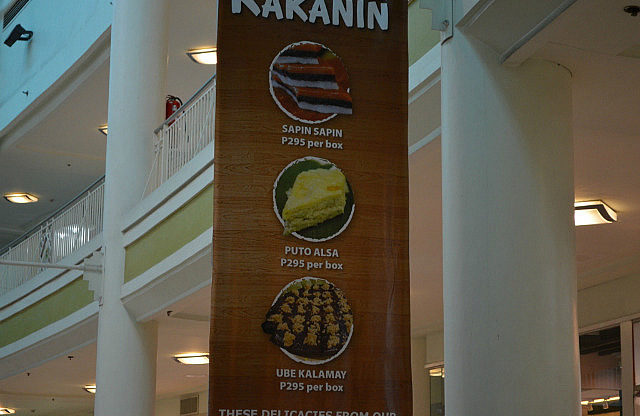 KAKANIN
SAPIN SAPIN
P295 per box
PUTO ALSA
P295 per box
UBE KALAMAY
P295 per box
THESE DELICACIES FROM OUR